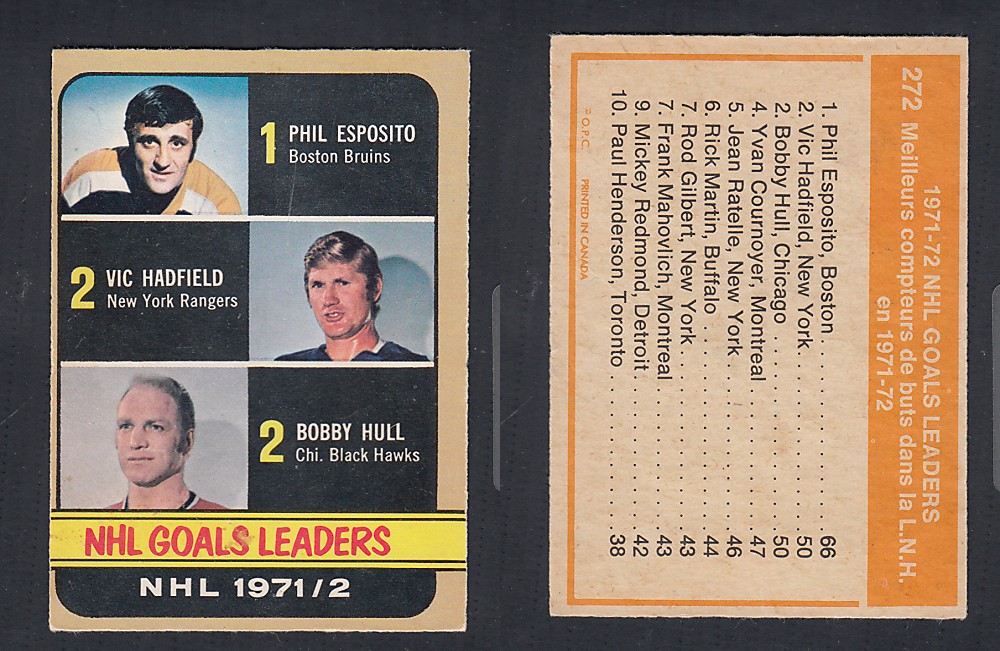 1 PHIL ESPOSITO
Boston Bruins
2 VIC HADFIELD
New York Rangers
2 BOBBY HULL
Chi. Black Hawks
NHL GOALS LEADERS
NHL 1971/2
272 1971-72 NHL GOALS LEADERS
Meilleurs compteurs de buts dans la L.N.H.
en 1971-72
1. Phil Esposito, Boston . . . . . . . . . . 66
2. Vic Hadfield, New York . . . . . . . . . . 50
2. Bobby Hull, Chicago . . . . . . . . . . 50
4. Yvan Cournoyer, Montreal . . . . . . . . . . 47
5. Jean Ratelle, New York . . . . . . . . . . 46
6. Rick Martin, Buffalo . . . . . . . . . . 44
7. Rod Gilbert, New York . . . . . . . . . . 43
7. Frank Mahovlich, Montreal . . . . . . . . . . 43
9. Mickey Redmond, Detroit . . . . . . . . . . 42
10. Paul Henderson, Toronto . . . . . . . . . . 38
© O.P.C. PRINTED IN CANADA